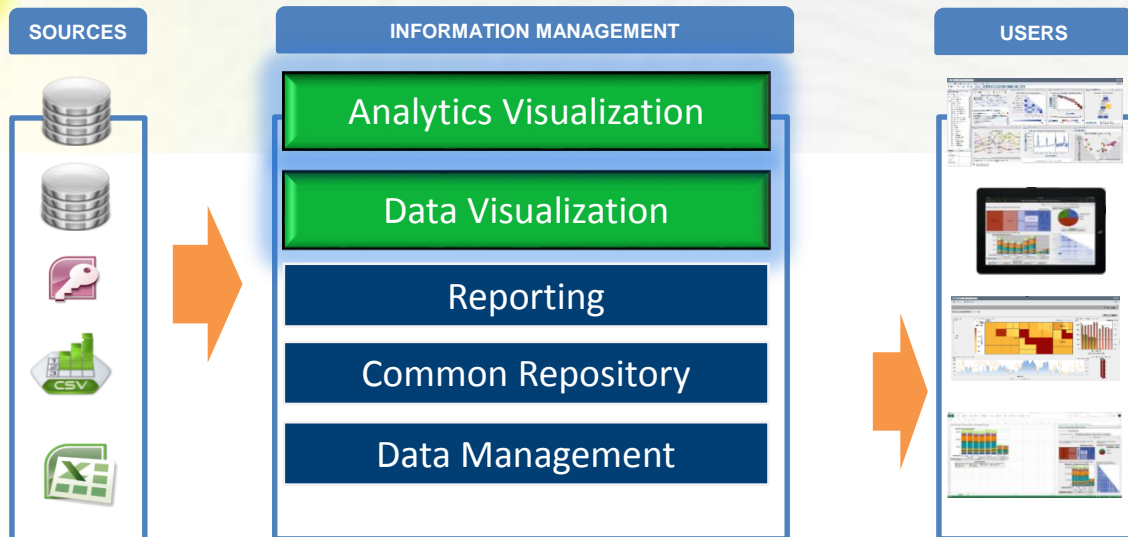 SOURCES
INFORMATION MANAGEMENT
USERS
Analytics Visualization
Data Visualization
Reporting
Common Repository
Data Management
CSV